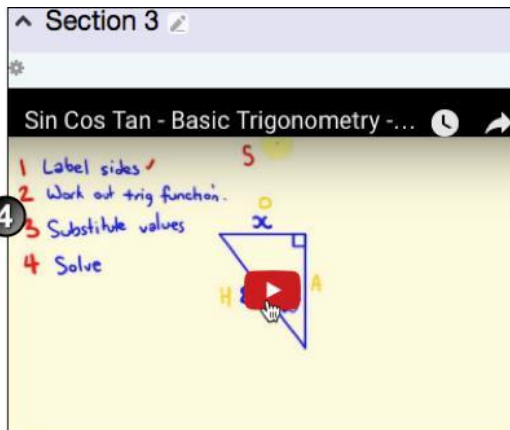 Section 3
Sin Cos Tan - Basic Trigonometry -...
1 Label sides ✓
S
2 Work out trig function.
O
4
3 Substitute values
x
4 Solve
H
A